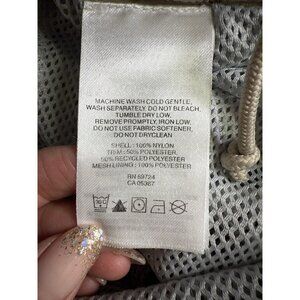 MACHINE WASH COLD GENTLE,
WASH SEPARATELY. DO NOT BLEACH,
TUMBLE DRY LOW,
REMOVE PROMPTLY, IRON LOW,
DO NOT USE FABRIC SOFTENER,
DO NOT DRYCLEAN
SHELL : 100% NYLON
TRIM : 50% POLYESTER,
50% RECYCLED POLYESTER
MESH LINING : 100% POLYESTER
RN 69724
CA 05367